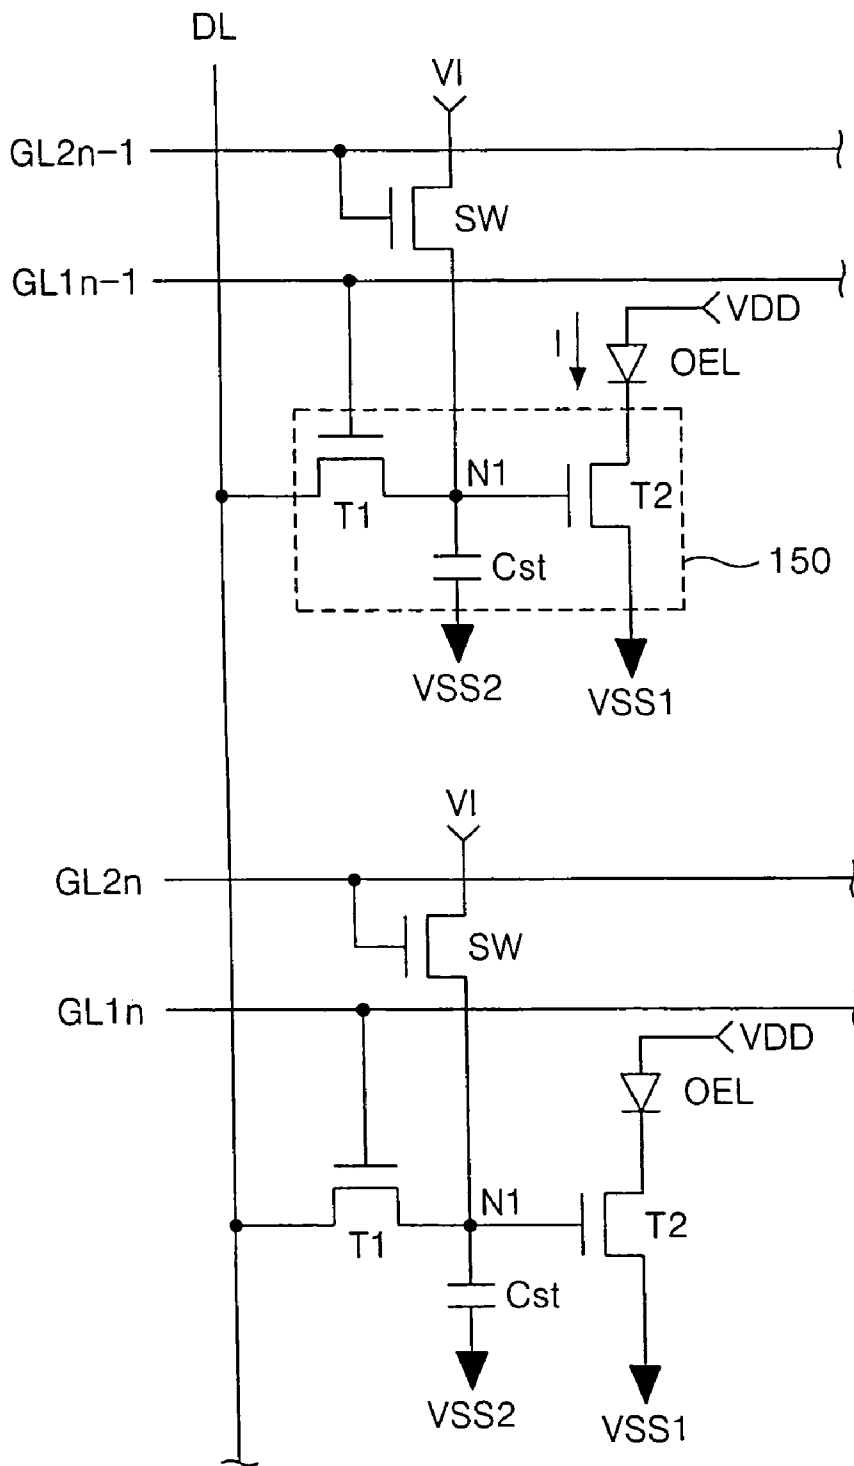 DL
VI
GL2n-1
SW
GL1n-1
VDD
I
OEL
N1
T1
T2
Cst
150
VSS2
VSS1
VI
GL2n
SW
GL1n
VDD
OEL
N1
T1
T2
Cst
VSS2
VSS1